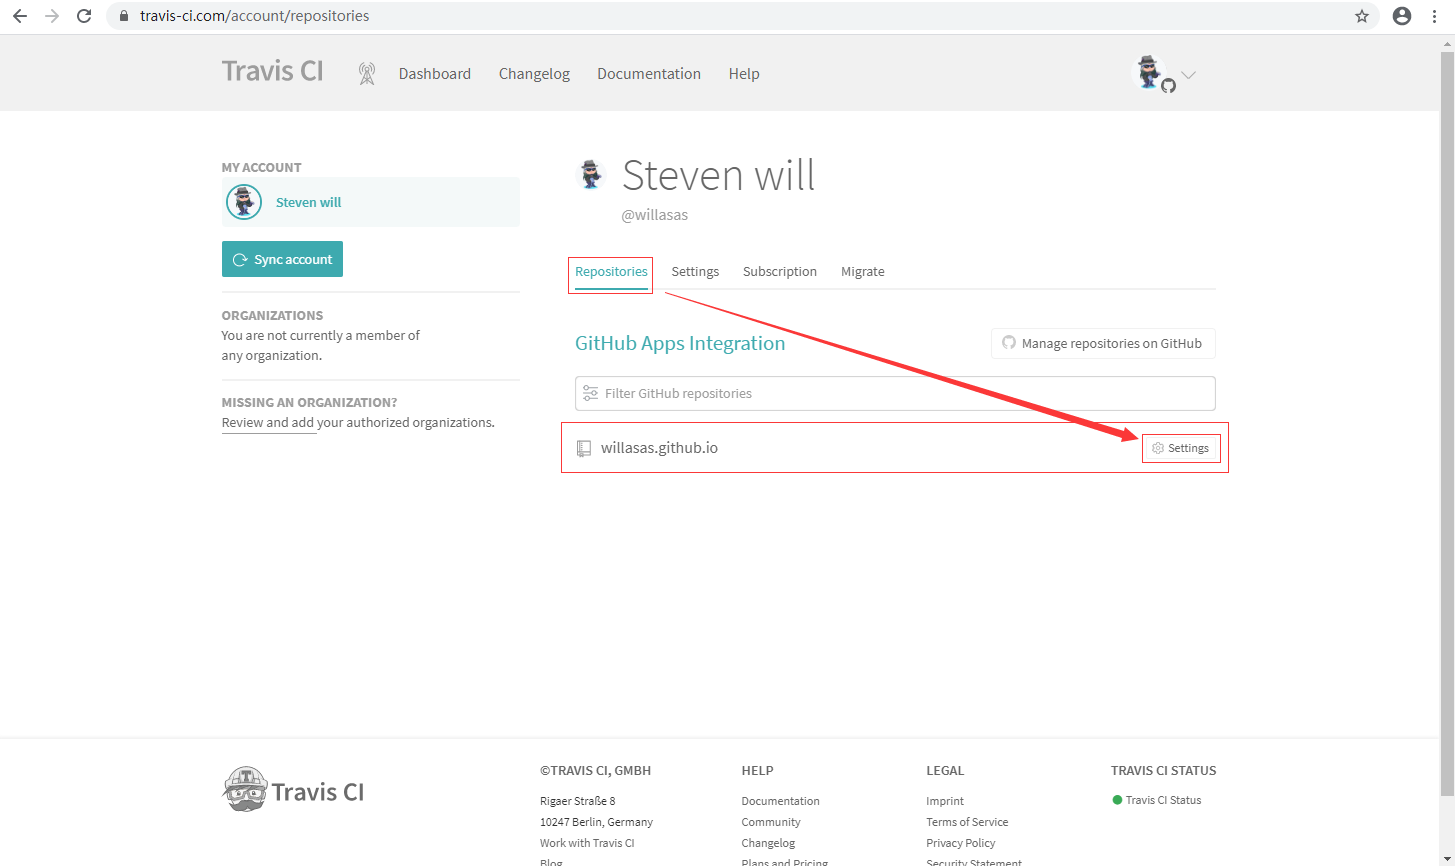 travis-ci.com/account/repositories
Travis CI
Dashboard
Changelog
Documentation
Help
MY ACCOUNT
Steven will
Sync account
ORGANIZATIONS
You are not currently a member of
any organization.
MISSING AN ORGANIZATION?
Review and add your authorized organizations.
Steven will
@willasas
Repositories
Settings
Subscription
Migrate
GitHub Apps Integration
Manage repositories on GitHub
Filter GitHub repositories
willasas.github.io
Settings
Travis CI
©TRAVIS CI, GMBH
Rigaer Straße 8
10247 Berlin, Germany
Work with Travis CI
Blog
HELP
Documentation
Community
Changelog
Plans and Pricing
LEGAL
Imprint
Terms of Service
Privacy Policy
Security Statement
TRAVIS CI STATUS
Travis CI Status